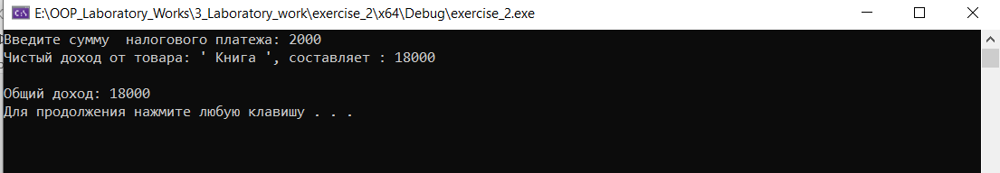 E:\OOP_Laboratory_Works\3_Laboratory_work\exercise_2\x64\Debug\exercise_2.exe
Введите сумму  налогового платежа: 2000
Чистый доход от товара: ' Книга ', составляет : 18000
Общий доход: 18000
Для продолжения нажмите любую клавишу . . .